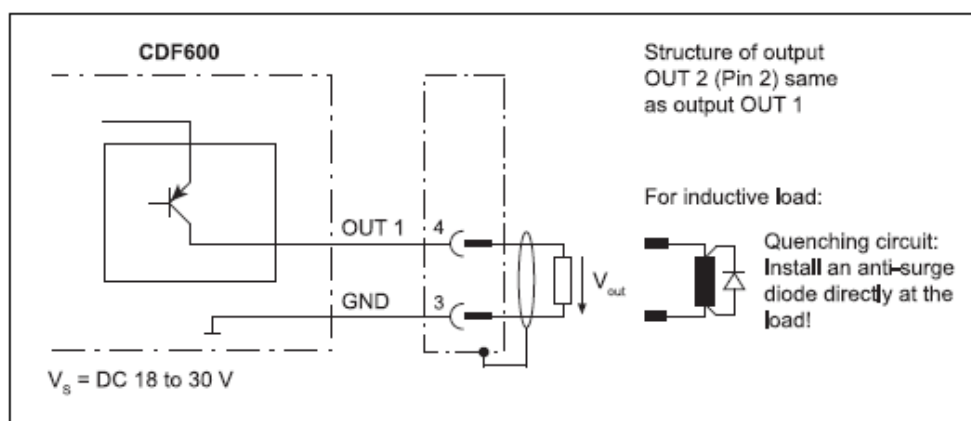 CDF600
Structure of output
OUT 2 (Pin 2) same
as output OUT 1
OUT 1
4
GND
3
Vout
For inductive load:
Quenching circuit:
Install an anti-surge
diode directly at the
load!
VS = DC 18 to 30 V